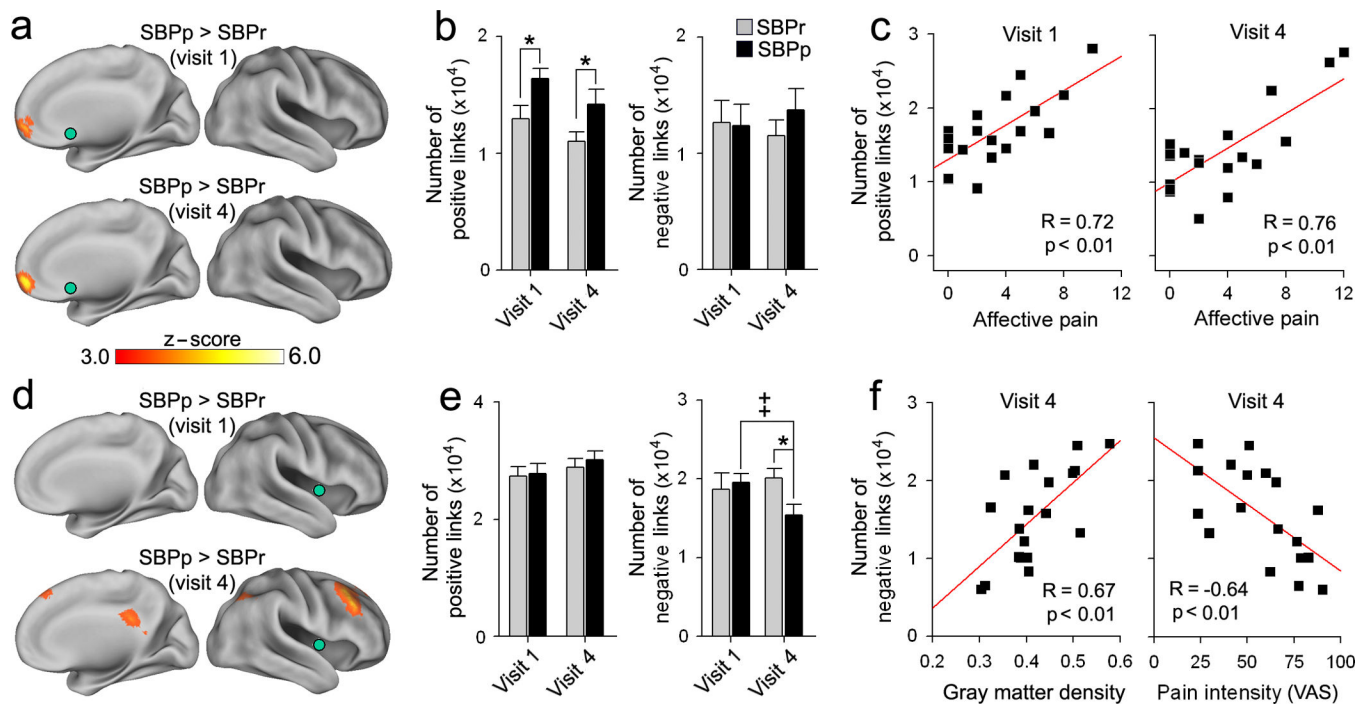 a
SBPp > SBPr
(visit 1)
SBPp > SBPr
(visit 4)
z-score
3.0 6.0
b
Number of
positive links (x10⁴)
2
1
0
*
*
Visit 1
Visit 4
SBPr
SBPp
Number of
negative links (x10⁴)
2
1
0
Visit 1
Visit 4
c
Visit 1
Number of
positive links (x10⁴)
3
2
1
0
R = 0.72
p < 0.01
0 4 8 12
Affective pain
Visit 4
R = 0.76
p < 0.01
0 4 8 12
Affective pain
d
SBPp > SBPr
(visit 1)
SBPp > SBPr
(visit 4)
e
Number of
positive links (x10⁴)
4
2
0
Visit 1
Visit 4
Number of
negative links (x10⁴)
3
2
1
0
‡
*
Visit 1
Visit 4
f
Visit 4
Number of
negative links (x10⁴)
3
2
1
0
R = 0.67
p < 0.01
0.2 0.3 0.4 0.5 0.6
Gray matter density
Visit 4
R = -0.64
p < 0.01
0 25 50 75 100
Pain intensity (VAS)